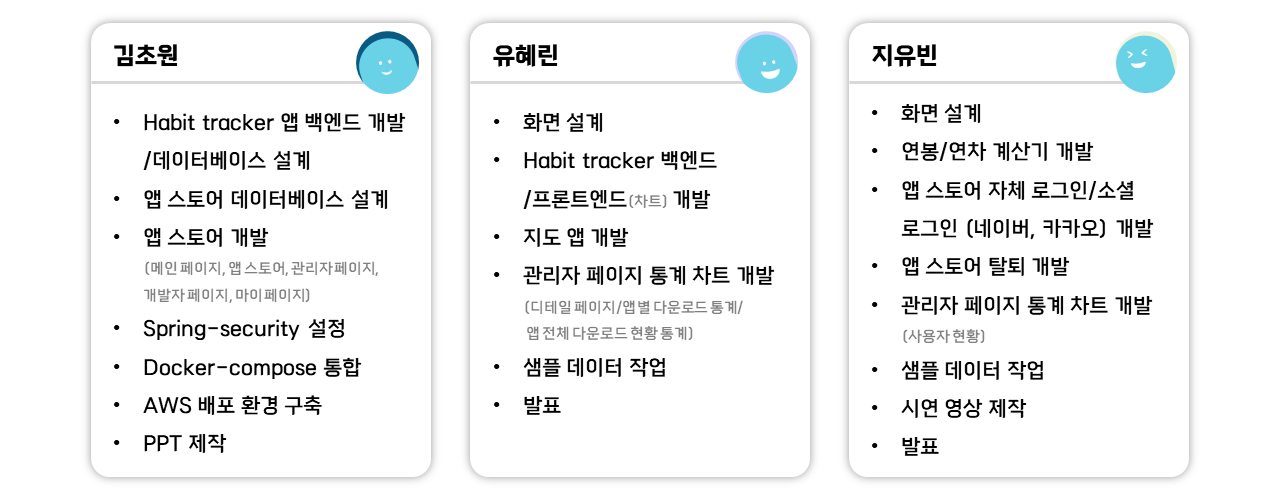 김초원
• Habit tracker 앱 백엔드 개발
/데이터베이스 설계
• 앱 스토어 데이터베이스 설계
• 앱 스토어 개발
(메인 페이지, 앱 스토어, 관리자 페이지,
개발자 페이지, 마이 페이지)
• Spring-security 설정
• Docker-compose 통합
• AWS 배포 환경 구축
• PPT 제작
유혜린
• 화면 설계
• Habit tracker 백엔드
/프론트엔드(차트) 개발
• 지도 앱 개발
• 관리자 페이지 통계 차트 개발
(디테일 페이지/앱 별 다운로드 통계/
앱 전체 다운로드 현황 통계)
• 샘플 데이터 작업
• 발표
지유빈
• 화면 설계
• 연봉/연차 계산기 개발
• 앱 스토어 자체 로그인/소셜
로그인 (네이버, 카카오) 개발
• 앱 스토어 탈퇴 개발
• 관리자 페이지 통계 차트 개발
(사용자 현황)
• 샘플 데이터 작업
• 시연 영상 제작
• 발표